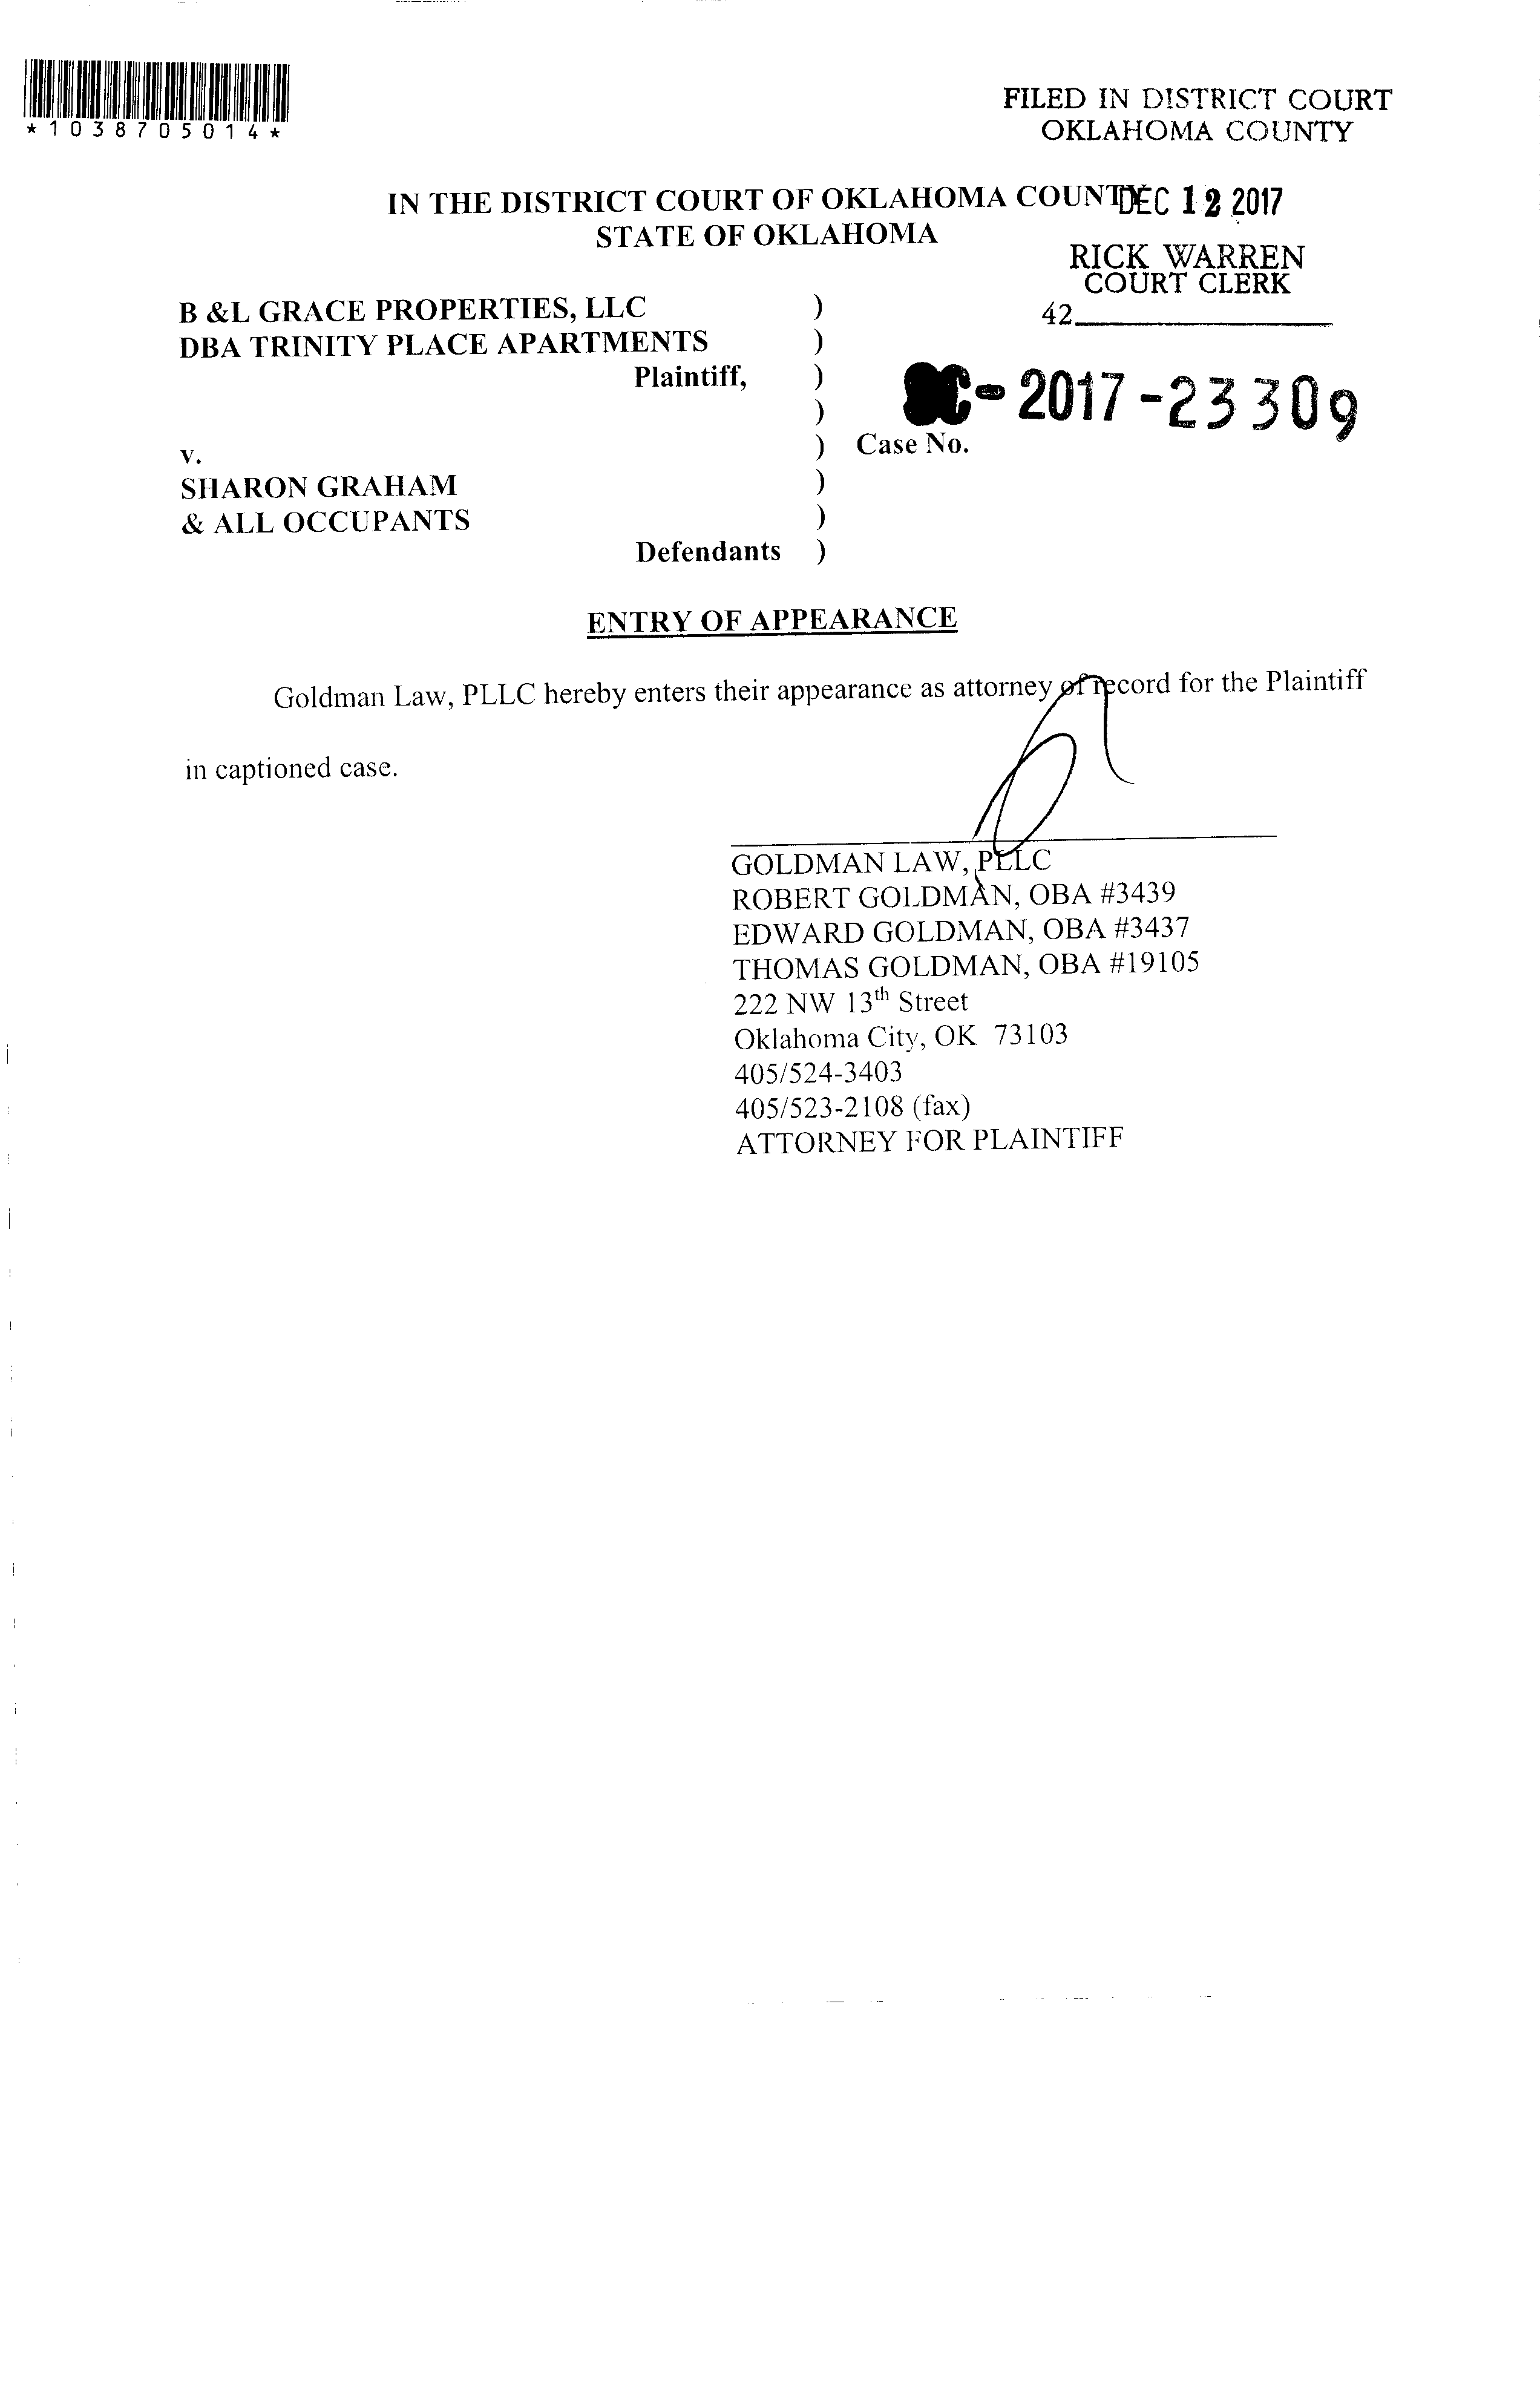 *1038705014*
FILED IN DISTRICT COURT
OKLAHOMA COUNTY
IN THE DISTRICT COURT OF OKLAHOMA COUNTY DEC 12 2017
STATE OF OKLAHOMA
RICK WARREN
COURT CLERK
42
B &L GRACE PROPERTIES, LLC )
DBA TRINITY PLACE APARTMENTS )
Plaintiff, )
)
SC-2017-23309
v. ) Case No.
SHARON GRAHAM )
& ALL OCCUPANTS )
Defendants )
ENTRY OF APPEARANCE
Goldman Law, PLLC hereby enters their appearance as attorney of record for the Plaintiff
in captioned case.
GOLDMAN LAW, PLLC
ROBERT GOLDMAN, OBA #3439
EDWARD GOLDMAN, OBA #3437
THOMAS GOLDMAN, OBA #19105
222 NW 13th Street
Oklahoma City, OK 73103
405/524-3403
405/523-2108 (fax)
ATTORNEY FOR PLAINTIFF